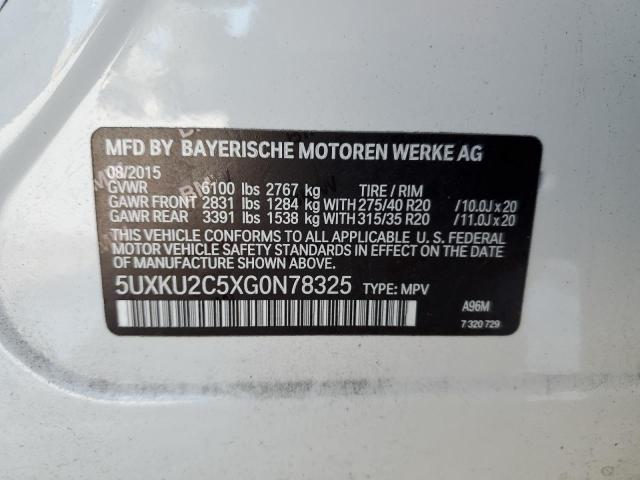 MFD BY BAYERISCHE MOTOREN WERKE AG
08/2015
GVWR 6100 lbs 2767 kg TIRE / RIM
GAWR FRONT 2831 lbs 1284 kg WITH 275/40 R20 /10.0J x 20
GAWR REAR 3391 lbs 1538 kg WITH 315/35 R20 /11.0J x 20
THIS VEHICLE CONFORMS TO ALL APPLICABLE U. S. FEDERAL
MOTOR VEHICLE SAFETY STANDARDS IN EFFECT ON THE DATE
OF MANUFACTURE SHOWN ABOVE.
5UXKU2C5XG0N78325 TYPE: MPV
A96M
7 320 729